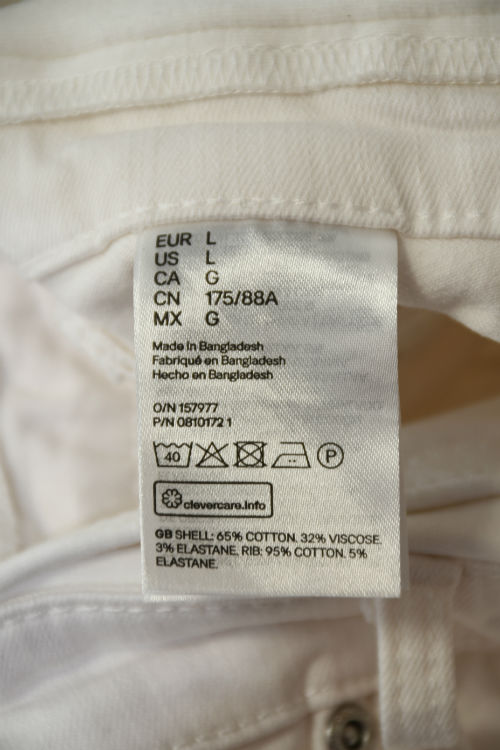 EUR L
US L
CA G
CN 175/88A
MX G
Made in Bangladesh
Fabriqué en Bangladesh
Hecho en Bangladesh
O/N 157977
P/N 0810172 1
40
P
clevercare.info
GB SHELL: 65% COTTON. 32% VISCOSE.
3% ELASTANE. RIB: 95% COTTON. 5%
ELASTANE.